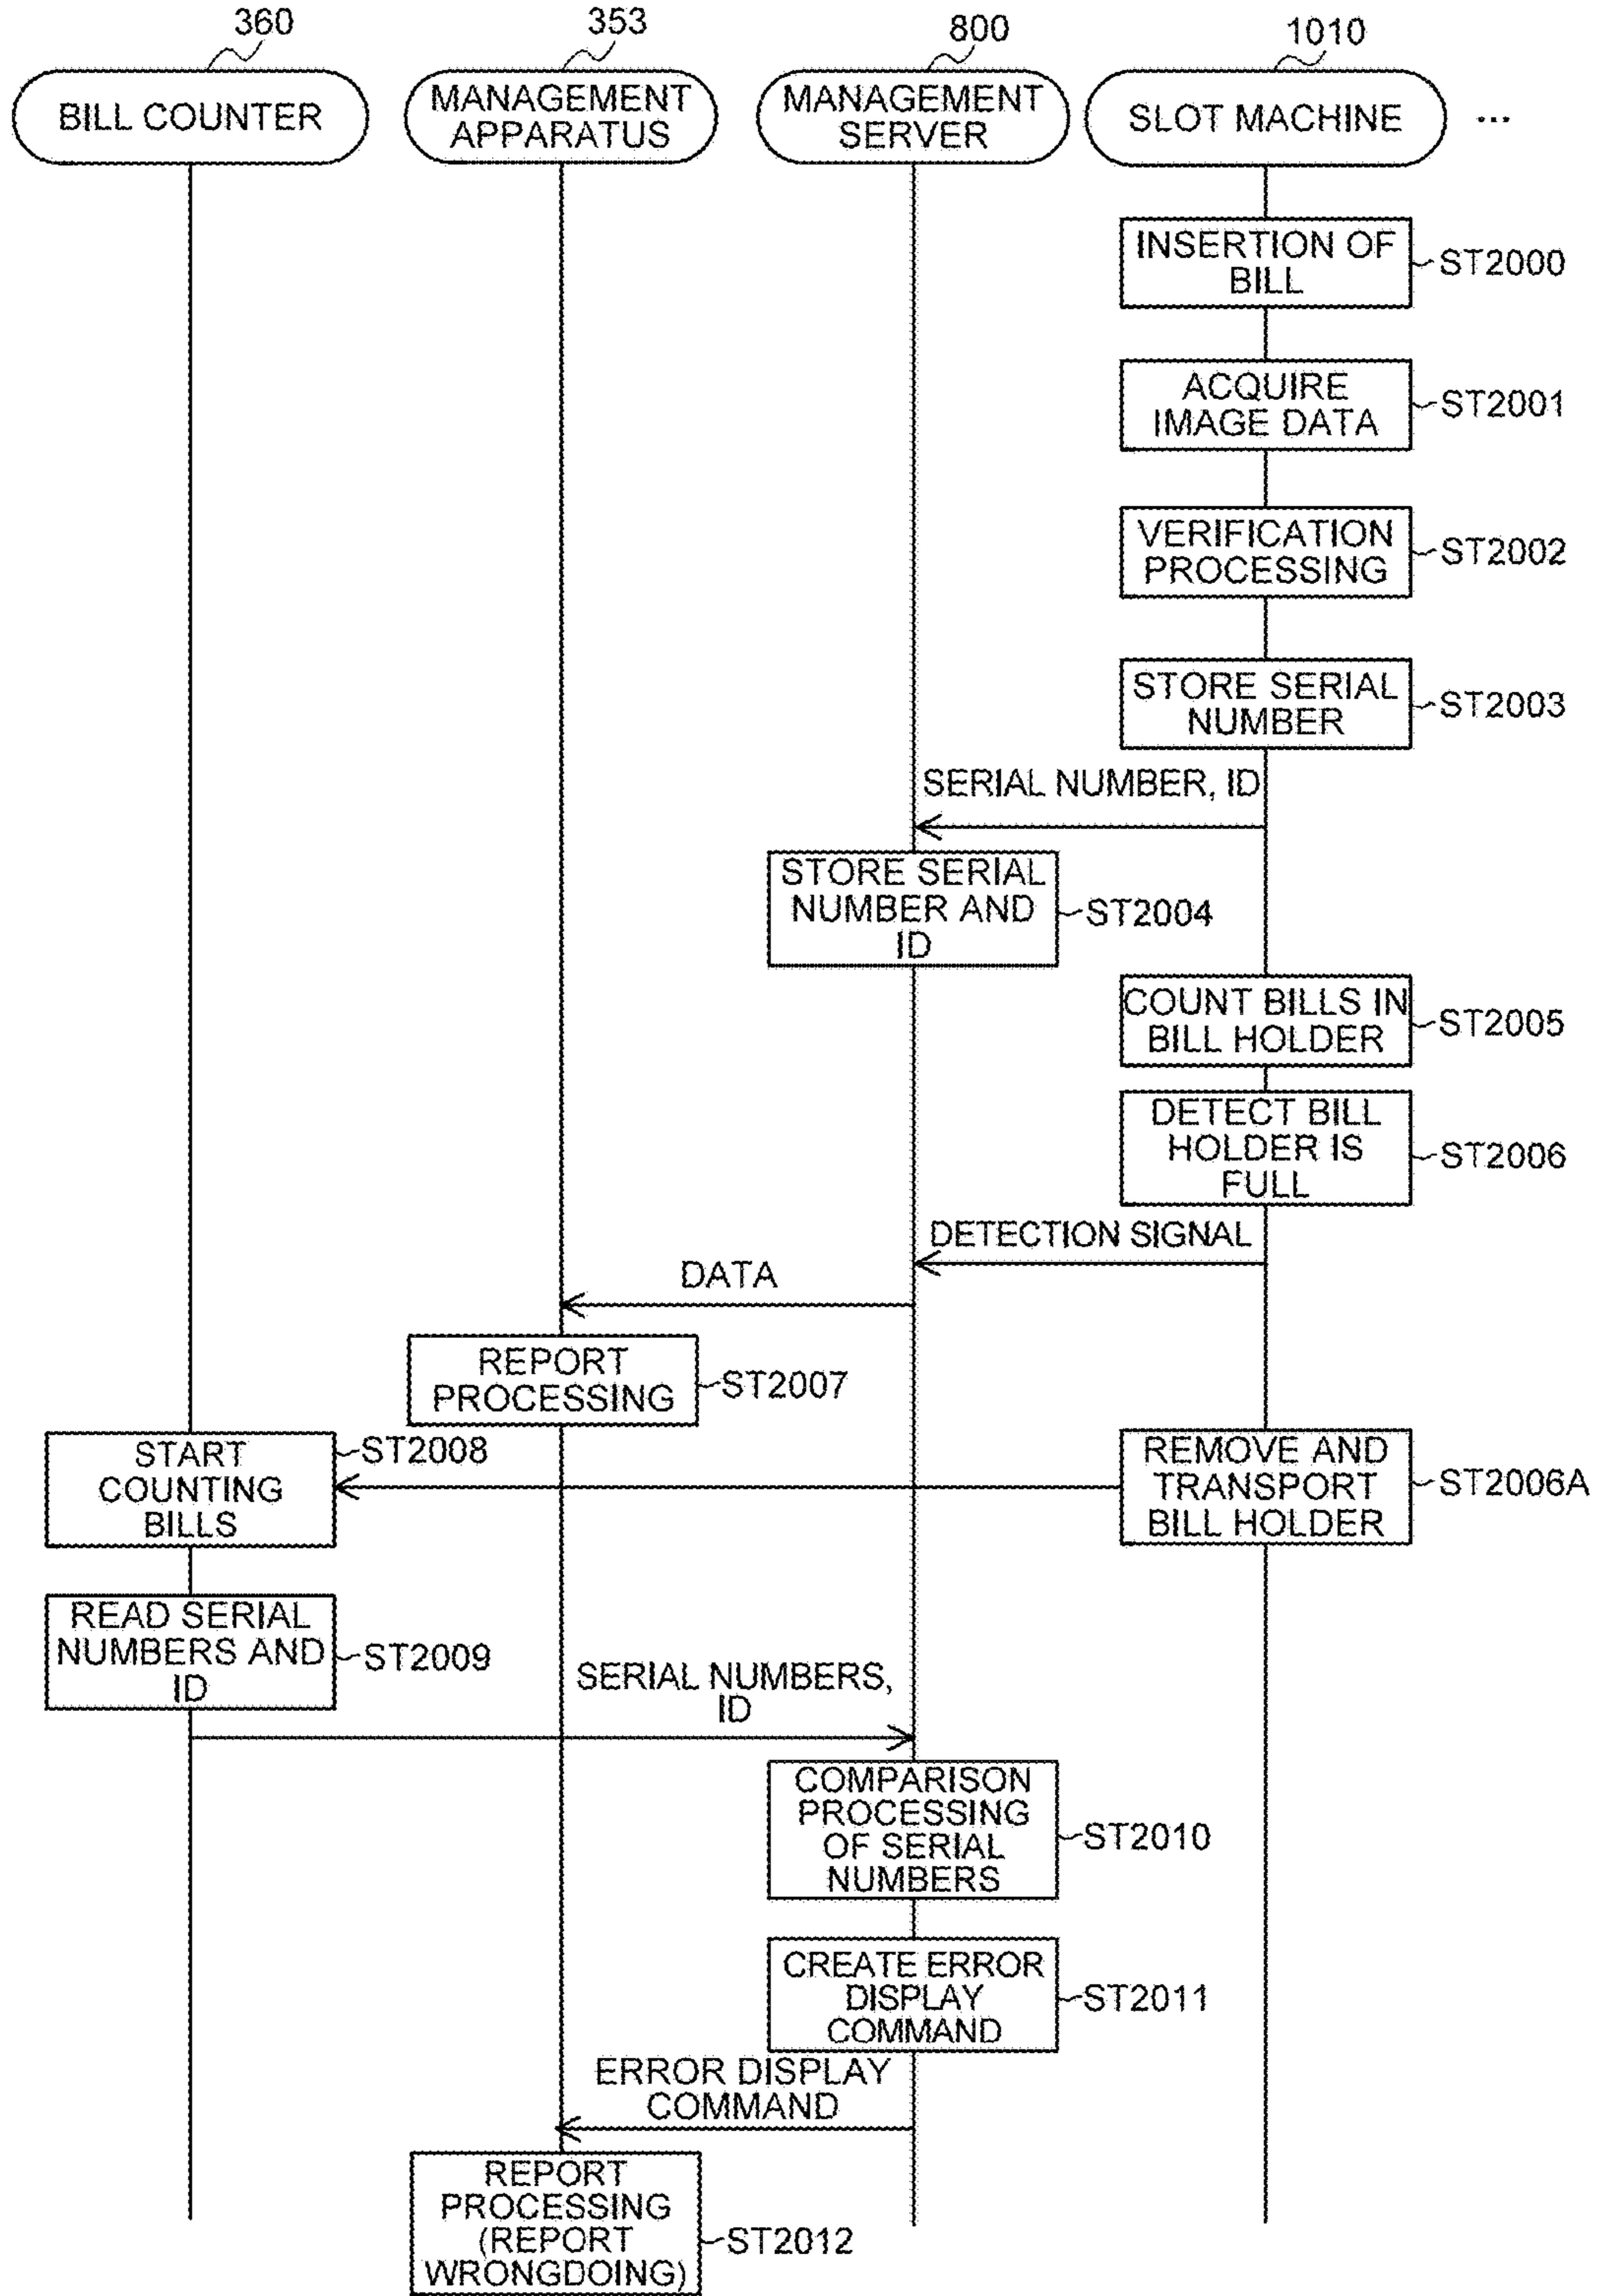 360
353
800
1010
BILL COUNTER
MANAGEMENT
APPARATUS
MANAGEMENT
SERVER
SLOT MACHINE
...
INSERTION OF
BILL
ST2000
ACQUIRE
IMAGE DATA
ST2001
VERIFICATION
PROCESSING
ST2002
STORE SERIAL
NUMBER
ST2003
SERIAL NUMBER, ID
STORE SERIAL
NUMBER AND
ID
ST2004
COUNT BILLS IN
BILL HOLDER
ST2005
DETECT BILL
HOLDER IS
FULL
ST2006
DETECTION SIGNAL
DATA
REPORT
PROCESSING
ST2007
START
COUNTING
BILLS
ST2008
REMOVE AND
TRANSPORT
BILL HOLDER
ST2006A
READ SERIAL
NUMBERS AND
ID
ST2009
SERIAL NUMBERS,
ID
COMPARISON
PROCESSING
OF SERIAL
NUMBERS
ST2010
CREATE ERROR
DISPLAY
COMMAND
ST2011
ERROR DISPLAY
COMMAND
REPORT
PROCESSING
(REPORT
WRONGDOING)
ST2012